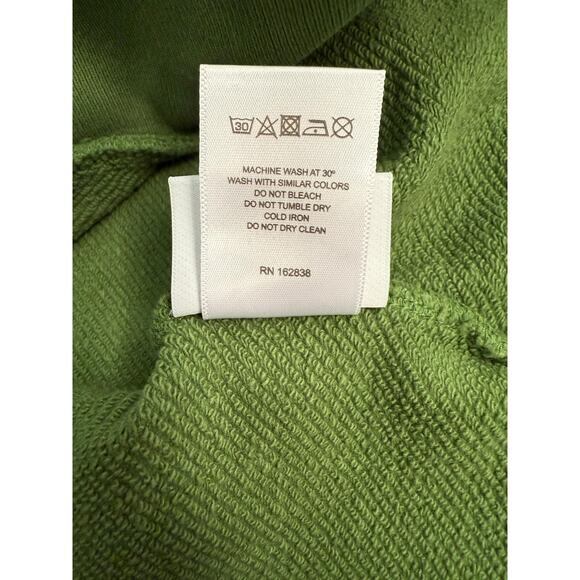 30
MACHINE WASH AT 30°
WASH WITH SIMILAR COLORS
DO NOT BLEACH
DO NOT TUMBLE DRY
COLD IRON
DO NOT DRY CLEAN
RN 162838